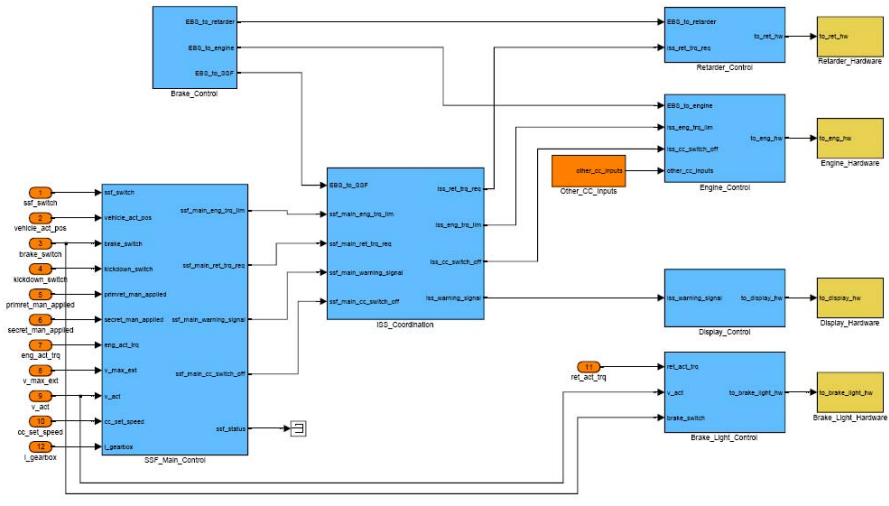 EBS_to_retarder
EBS_to_engine
EBS_to_SSF
Brake_Control
EBS_to_retarder
iss_ret_trq_req
to_ret_hw
Retarder_Control
to_ret_hw
Retarder_Hardware
EBS_to_engine
iss_eng_trq_lim
iss_cc_switch_off
other_cc_inputs
to_eng_hw
Engine_Control
to_eng_hw
Engine_Hardware
other_cc_inputs
Other_CC_Inputs
1
ssf_switch
2
vehicle_act_pos
3
brake_switch
4
kickdown_switch
5
primret_man_applied
6
secret_man_applied
7
eng_act_trq
8
v_max_ext
9
v_act
10
cc_set_speed
12
i_gearbox
ssf_switch
vehicle_act_pos
brake_switch
kickdown_switch
primret_man_applied
secret_man_applied
eng_act_trq
v_max_ext
v_act
cc_set_speed
i_gearbox
ssf_main_eng_trq_lim
ssf_main_ret_trq_req
ssf_main_warning_signal
ssf_main_cc_switch_off
ssf_status
SSF_Main_Control
EBS_to_SSF
ssf_main_eng_trq_lim
ssf_main_ret_trq_req
ssf_main_warning_signal
ssf_main_cc_switch_off
iss_ret_trq_req
iss_eng_trq_lim
iss_cc_switch_off
iss_warning_signal
ISS_Coordination
iss_warning_signal
to_display_hw
Display_Control
to_display_hw
Display_Hardware
11
ret_act_trq
ret_act_trq
v_act
brake_switch
to_brake_light_hw
Brake_Light_Control
to_brake_light_hw
Brake_Light_Hardware